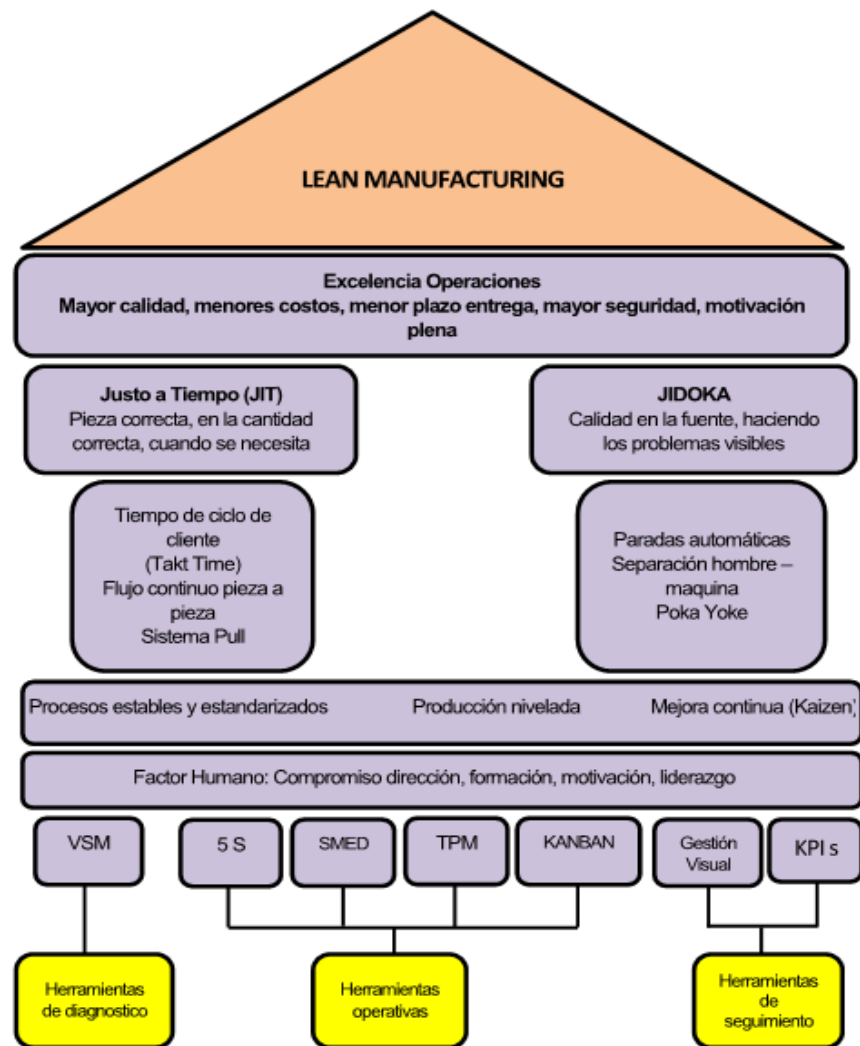 LEAN MANUFACTURING
Excelencia Operaciones
Mayor calidad, menores costos, menor plazo entrega, mayor seguridad, motivación
plena
Justo a Tiempo (JIT)
Pieza correcta, en la cantidad
correcta, cuando se necesita
JIDOKA
Calidad en la fuente, haciendo
los problemas visibles
Tiempo de ciclo de
cliente
(Takt Time)
Flujo continuo pieza a
pieza
Sistema Pull
Paradas automáticas
Separación hombre –
maquina
Poka Yoke
Procesos estables y estandarizados Producción nivelada Mejora continua (Kaizen)
Factor Humano: Compromiso dirección, formación, motivación, liderazgo
VSM
5 S
SMED
TPM
KANBAN
Gestión
Visual
KPI s
Herramientas
de diagnostico
Herramientas
operativas
Herramientas
de
seguimiento